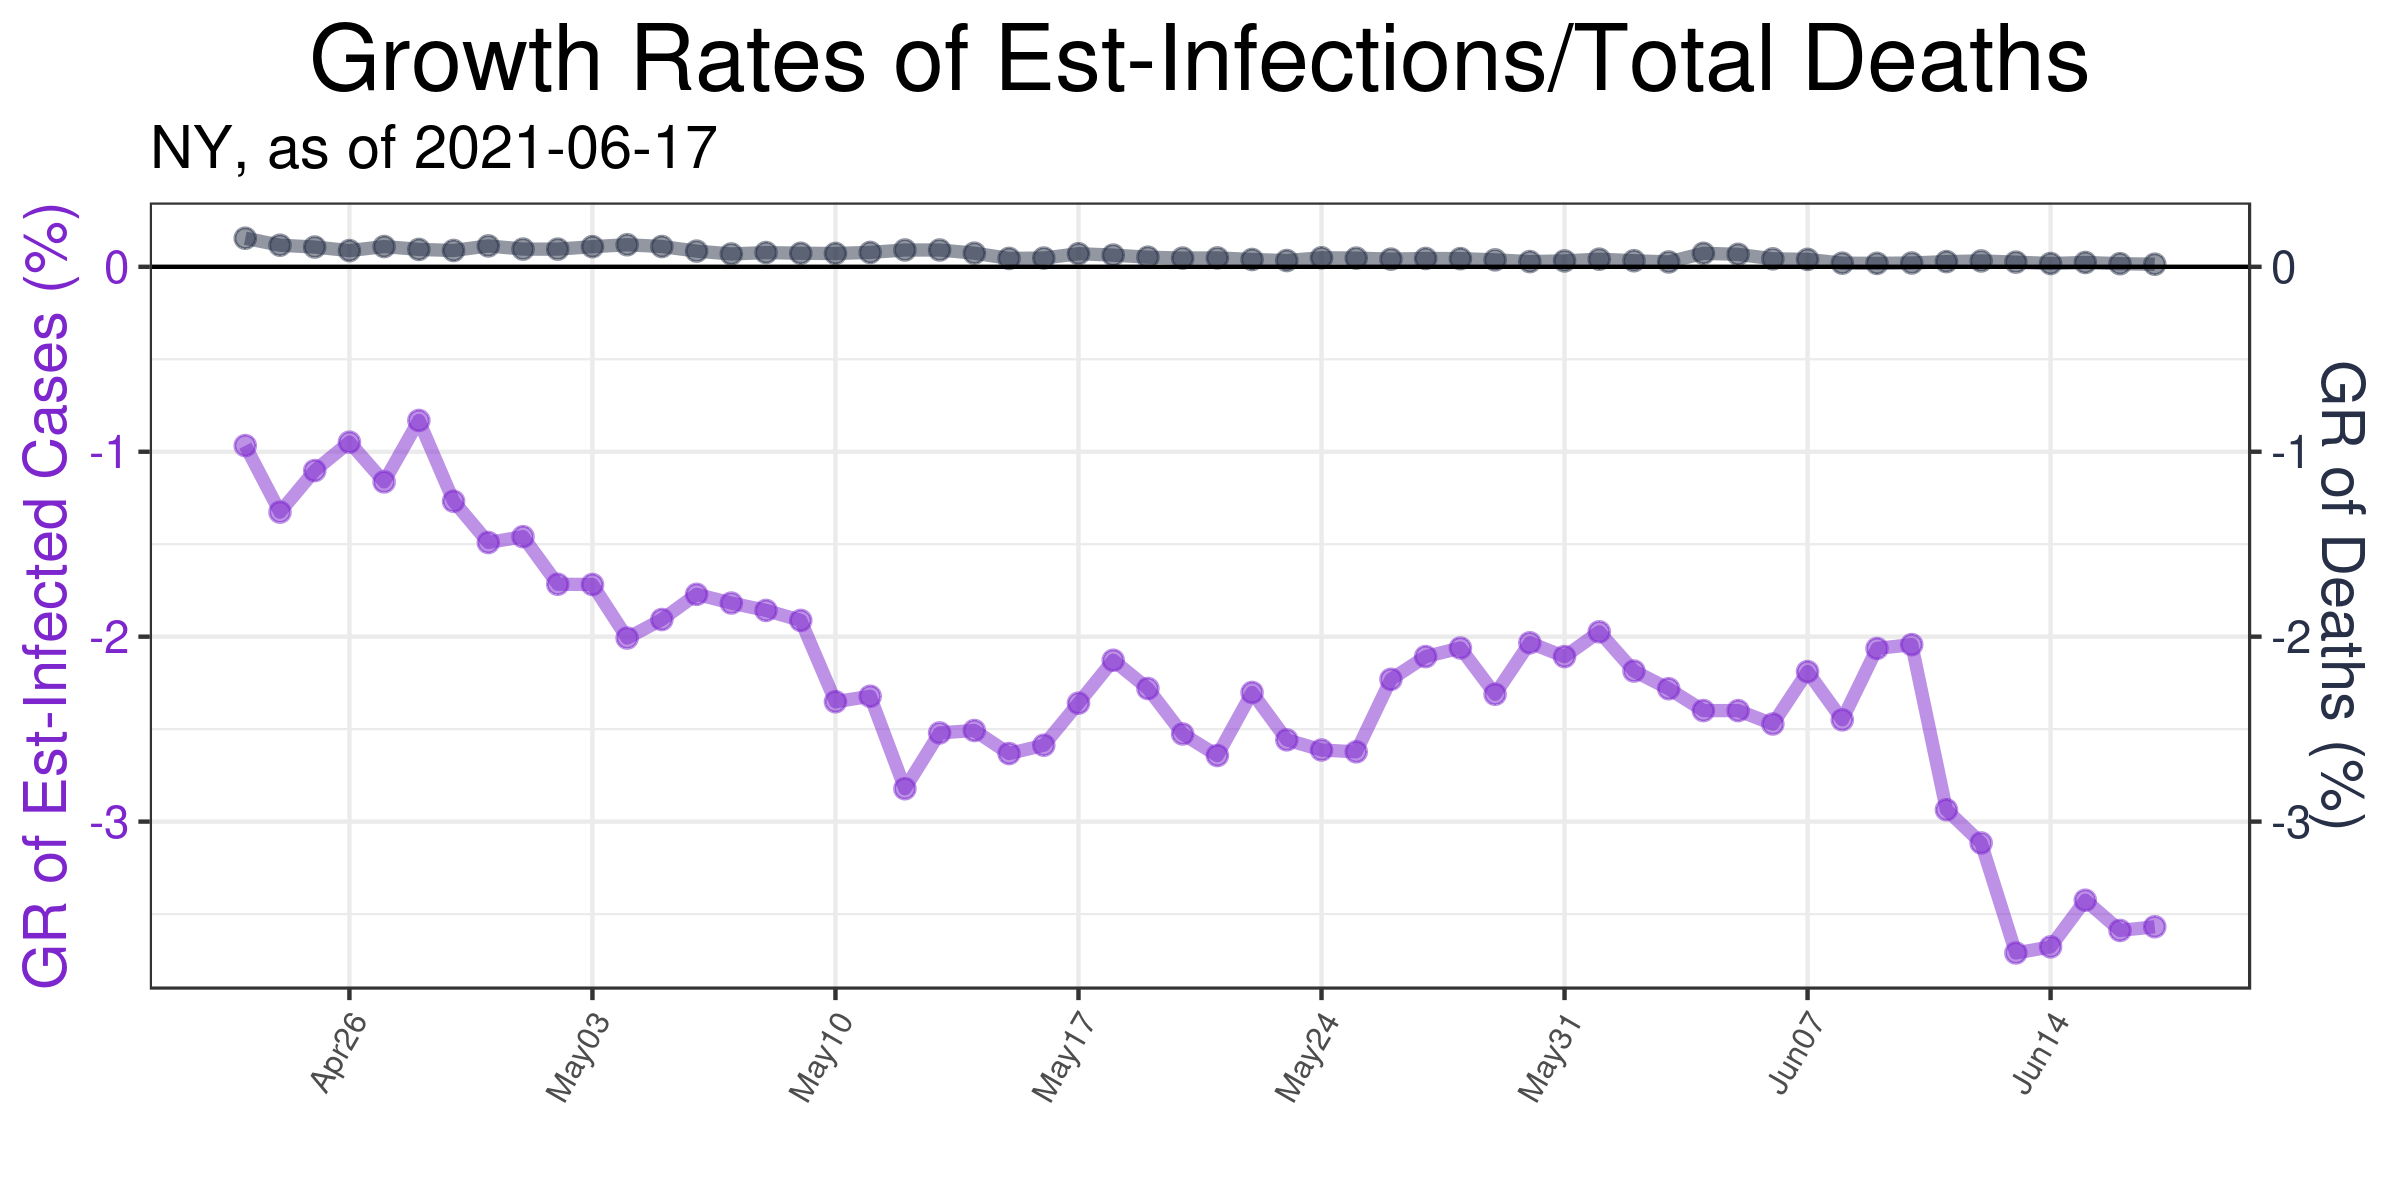 Growth Rates of Est-Infections/Total Deaths
NY, as of 2021-06-17
GR of Est-Infected Cases (%)
0
-1
-2
-3
0
-1
-2
-3
GR of Deaths (%)
Apr26
May03
May10
May17
May24
May31
Jun07
Jun14